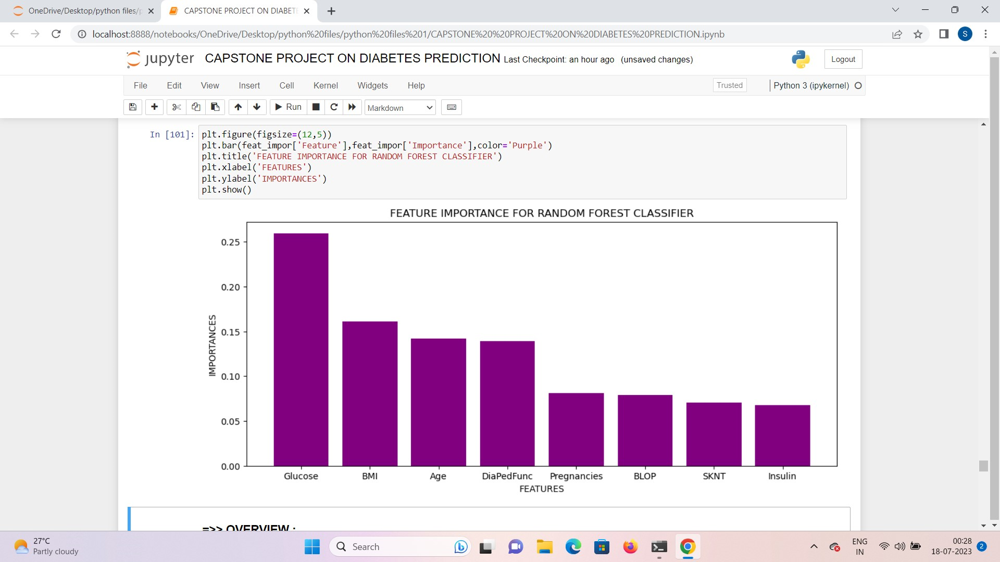 OneDrive/Desktop/python files/p
CAPSTONE PROJECT ON DIABET
localhost:8888/notebooks/OneDrive/Desktop/python%20files/python%20files%201/CAPSTONE%20%20PROJECT%20ON%20DIABETES%20PREDICTION.ipynb
S
jupyter CAPSTONE PROJECT ON DIABETES PREDICTION Last Checkpoint: an hour ago (unsaved changes)
Logout
File Edit View Insert Cell Kernel Widgets Help
Trusted
Python 3 (ipykernel)
Run
Markdown
In [101]:
plt.figure(figsize=(12,5))
plt.bar(feat_impor['Feature'],feat_impor['Importance'],color='Purple')
plt.title('FEATURE IMPORTANCE FOR RANDOM FOREST CLASSIFIER')
plt.xlabel('FEATURES')
plt.ylabel('IMPORTANCES')
plt.show()
FEATURE IMPORTANCE FOR RANDOM FOREST CLASSIFIER
0.25
0.20
0.15
0.10
0.05
0.00
IMPORTANCES
Glucose BMI Age DiaPedFunc Pregnancies BLOP SKNT Insulin
FEATURES
=>> OVERVIEW :
27°C
Partly cloudy
Search
ENG
IN
00:28
18-07-2023
2